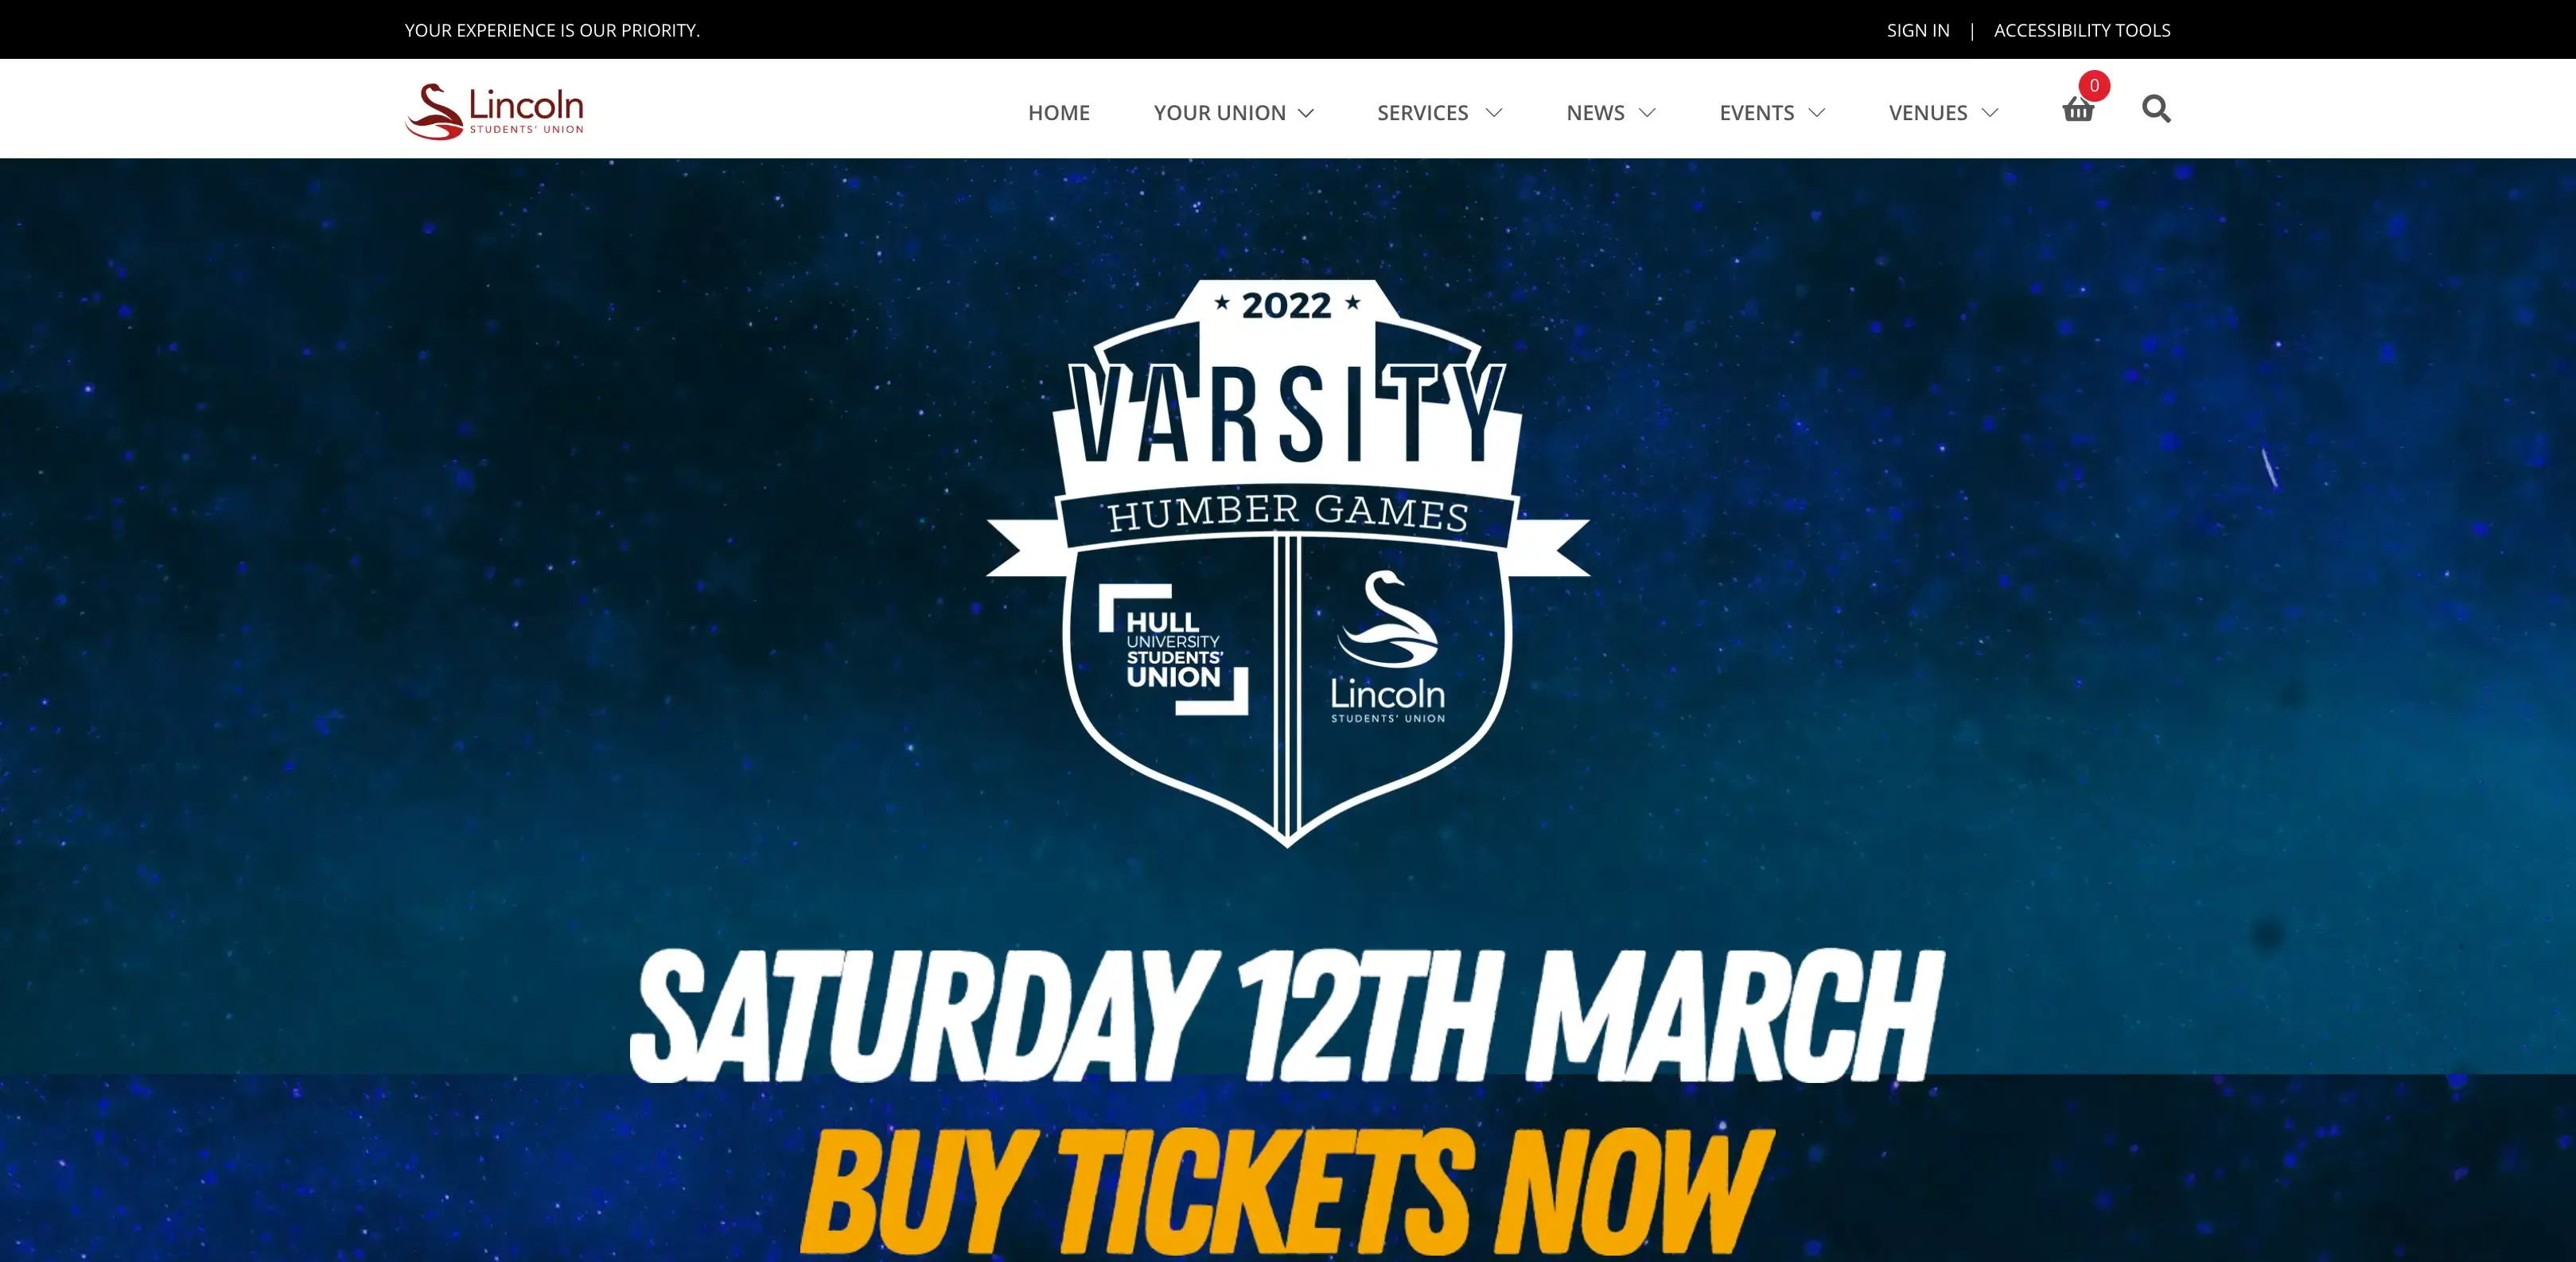 YOUR EXPERIENCE IS OUR PRIORITY.
SIGN IN | ACCESSIBILITY TOOLS
Lincoln
STUDENTS' UNION
HOME YOUR UNION SERVICES NEWS EVENTS VENUES 0
★ 2022 ★
VARSITY
HUMBER GAMES
HULL
UNIVERSITY
STUDENTS'
UNION
Lincoln
STUDENTS' UNION
SATURDAY 12TH MARCH
BUY TICKETS NOW